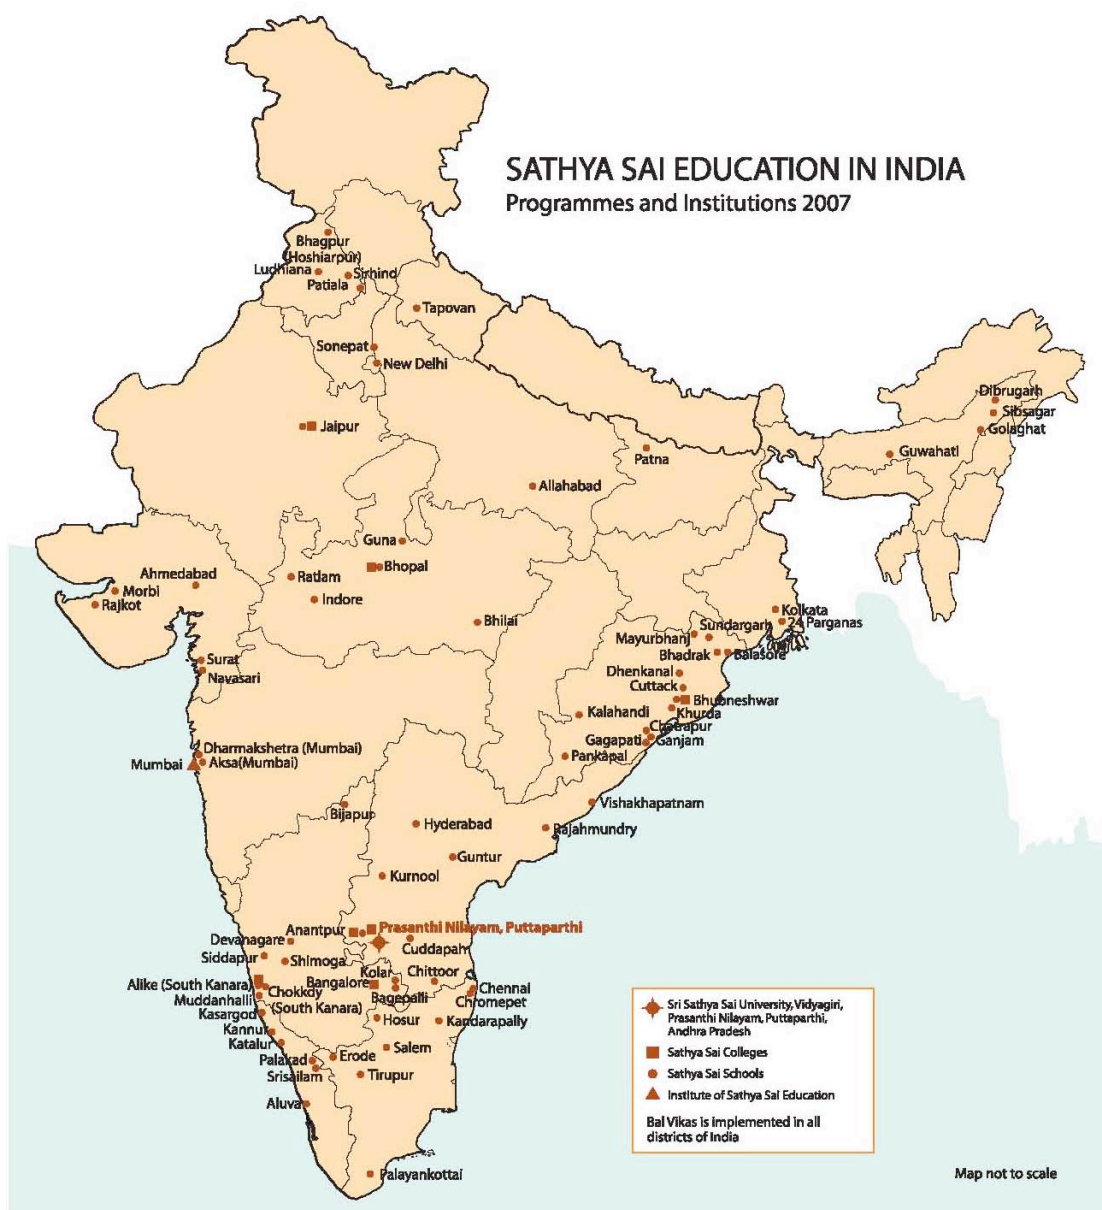 SATHYA SAI EDUCATION IN INDIA
Programmes and Institutions 2007
Bhagpur
(Hoshiarpur)
Ludhiana
Sirhind
Patiala
Tapovan
Sonepat
New Delhi
Jaipur
Dibrugarh
Sibsagar
Golaghat
Guwahati
Patna
Allahabad
Guna
Bhopal
Ahmedabad
Ratlam
Morbi
Rajkot
Indore
Bhilai
Kolkata
24 Parganas
Sundargarh
Mayurbhanj
Bhadrak
Balasore
Surat
Navasari
Dhenkanal
Cuttack
Bhubneshwar
Khurda
Kalahandi
Chatrapur
Gagapati
Ganjam
Pankapal
Dharmakshetra (Mumbai)
Mumbai
Aksa(Mumbai)
Vishakhapatnam
Bijapur
Hyderabad
Rajahmundry
Guntur
Kurnool
Anantpur
Prasanthi Nilayam, Puttaparthi
Devanagare
Cuddapah
Siddapur
Shimoga
Kolar
Chittoor
Alike (South Kanara)
Bangalore
Chennai
Chokkdy
(South Kanara)
Bagepalli
Chromepet
Muddanhalli
Kasargod
Hosur
Kandarapally
Kannur
Katalur
Salem
Palakad
Erode
Srisailam
Tirupur
Aluva
Palayankottai
Sri Sathya Sai University, Vidyagiri,
Prasanthi Nilayam, Puttaparthi,
Andhra Pradesh
Sathya Sai Colleges
Sathya Sai Schools
Institute of Sathya Sai Education
Bal Vikas is implemented in all
districts of India
Map not to scale